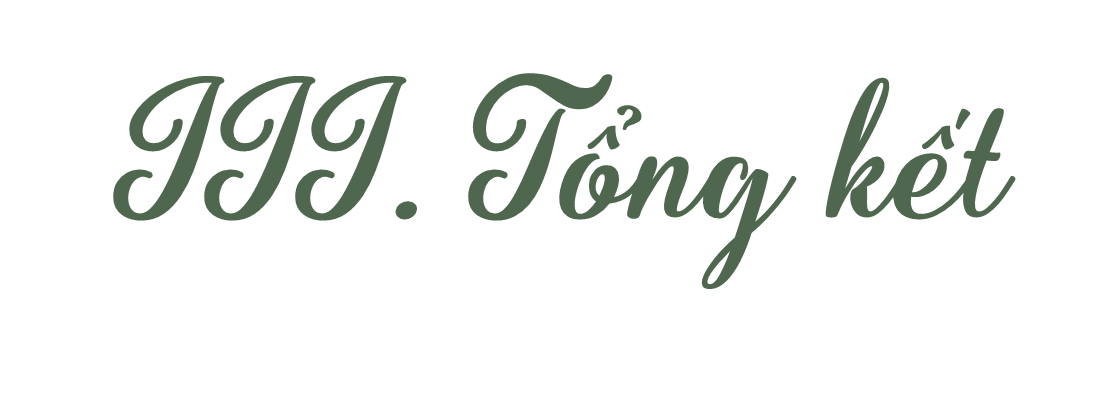 III. Tổng kết